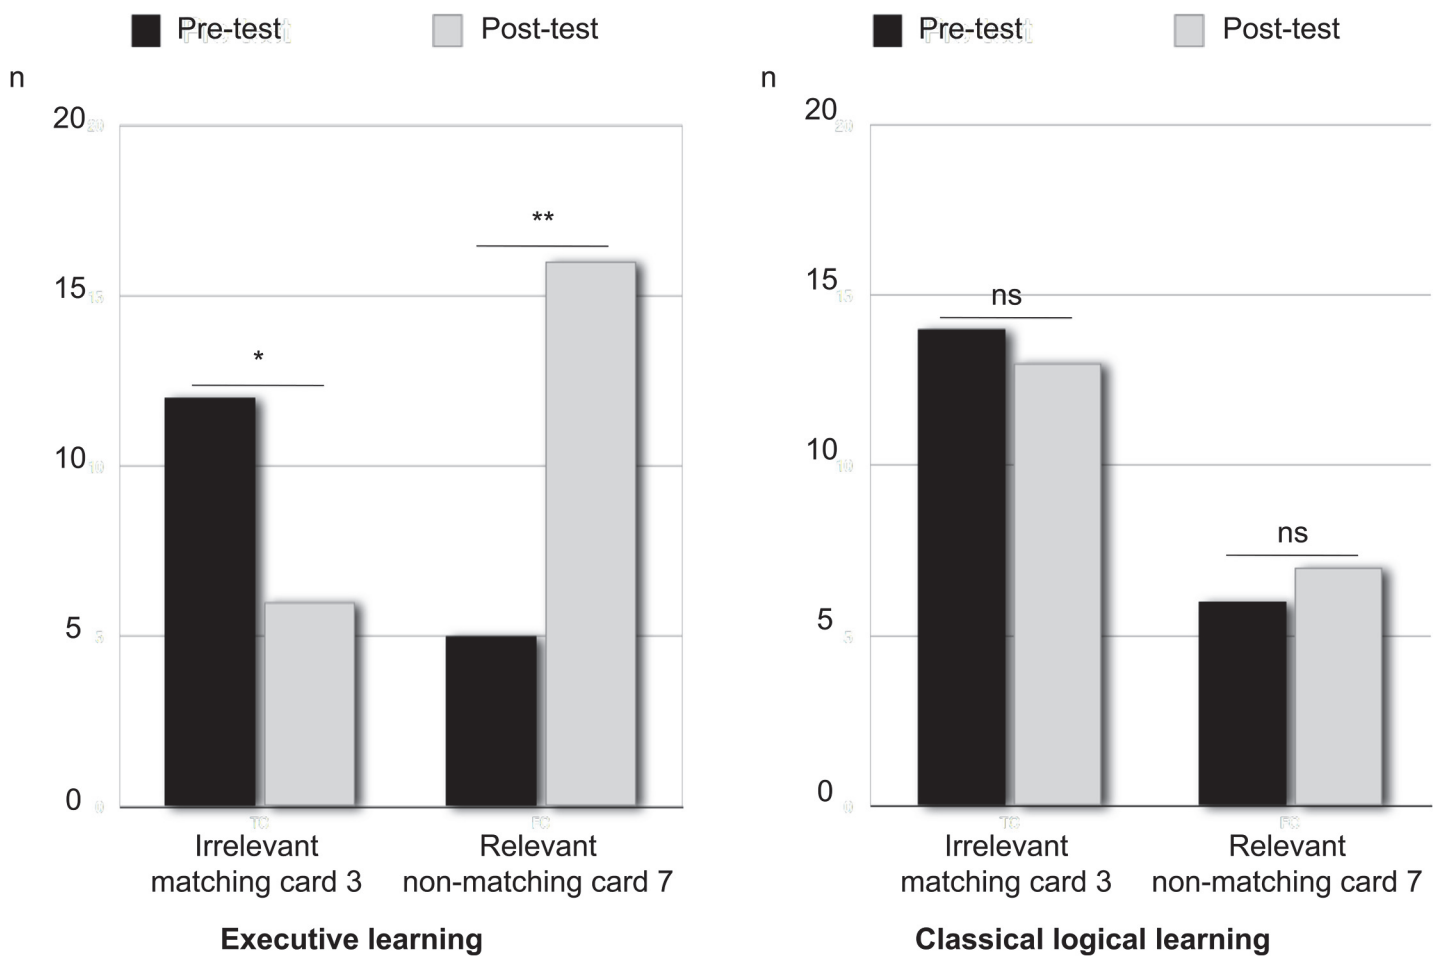 Pre-test Post-test
n
20
15
10
5
0
**
*
Irrelevant
matching card 3
Relevant
non-matching card 7
Executive learning
Pre-test Post-test
n
20
15
10
5
0
ns
ns
Irrelevant
matching card 3
Relevant
non-matching card 7
Classical logical learning